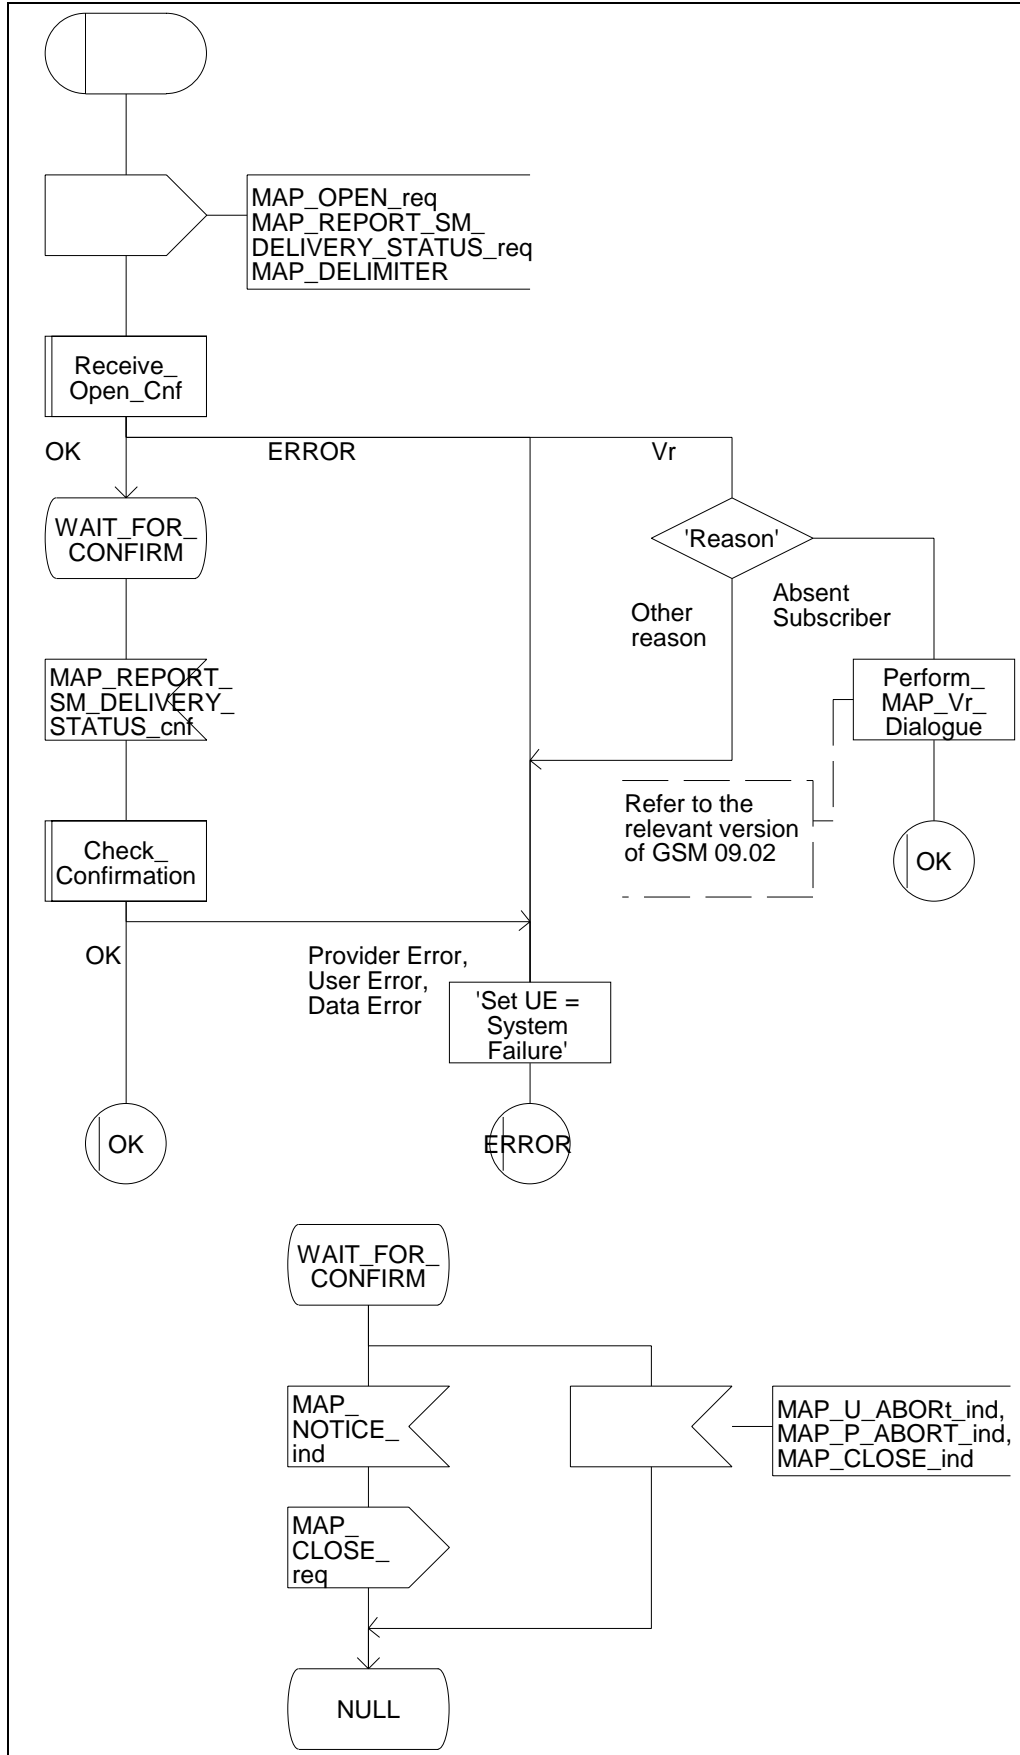 MAP_OPEN_req
MAP_REPORT_SM_
DELIVERY_STATUS_req
MAP_DELIMITER
Receive_
Open_Cnf
OK
ERROR
Vr
WAIT_FOR_
CONFIRM
'Reason'
Other
reason
Absent
Subscriber
MAP_REPORT_
SM_DELIVERY_
STATUS_cnf
Perform_
MAP_Vr_
Dialogue
Refer to the
relevant version
of GSM 09.02
OK
Check_
Confirmation
OK
Provider Error,
User Error,
Data Error
'Set UE =
System
Failure'
OK
ERROR
WAIT_FOR_
CONFIRM
MAP_
NOTICE_
ind
MAP_U_ABORt_ind,
MAP_P_ABORT_ind,
MAP_CLOSE_ind
MAP_
CLOSE_
req
NULL